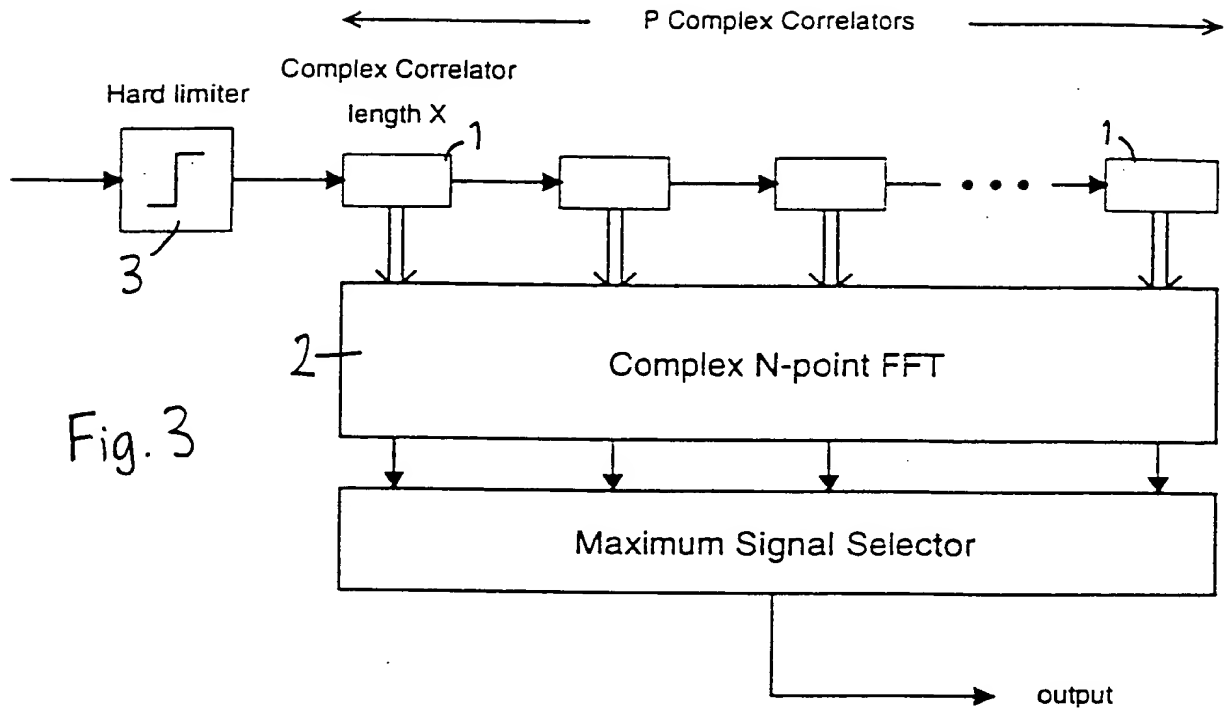 P Complex Correlators
Complex Correlator
length X
Hard limiter
1
1
3
2
Complex N-point FFT
Fig. 3
Maximum Signal Selector
output